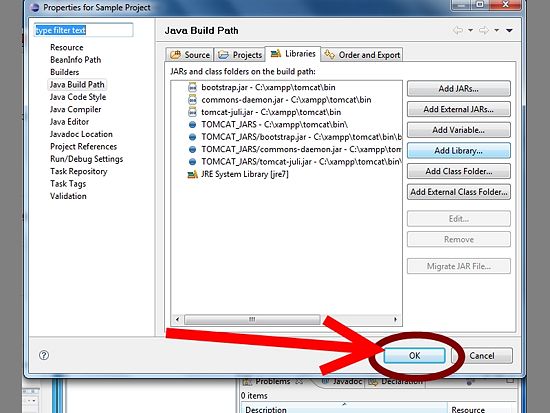 Properties for Sample Project
type filter text
Resource
BeanInfo Path
Builders
Java Build Path
Java Code Style
Java Compiler
Java Editor
Javadoc Location
Project References
Run/Debug Settings
Task Repository
Task Tags
Validation
Java Build Path
Source Projects Libraries Order and Export
JARs and class folders on the build path:
bootstrap.jar - C:\xampp\tomcat\bin
commons-daemon.jar - C:\xampp\tomcat\bin
tomcat-juli.jar - C:\xampp\tomcat\bin
TOMCAT_JARS - C:\xampp\tomcat\bin\
TOMCAT_JARS/bootstrap.jar - C:\xampp\tomcat\bin\b
TOMCAT_JARS/commons-daemon.jar - C:\xampp\tomc
TOMCAT_JARS/tomcat-juli.jar - C:\xampp\tomcat\bin\
JRE System Library [jre7]
Add JARs...
Add External JARs...
Add Variable...
Add Library...
Add Class Folder...
Add External Class Folder...
Edit...
Remove
Migrate JAR File...
OK Cancel
Problems Javadoc Declaration
0 items
Description Resource